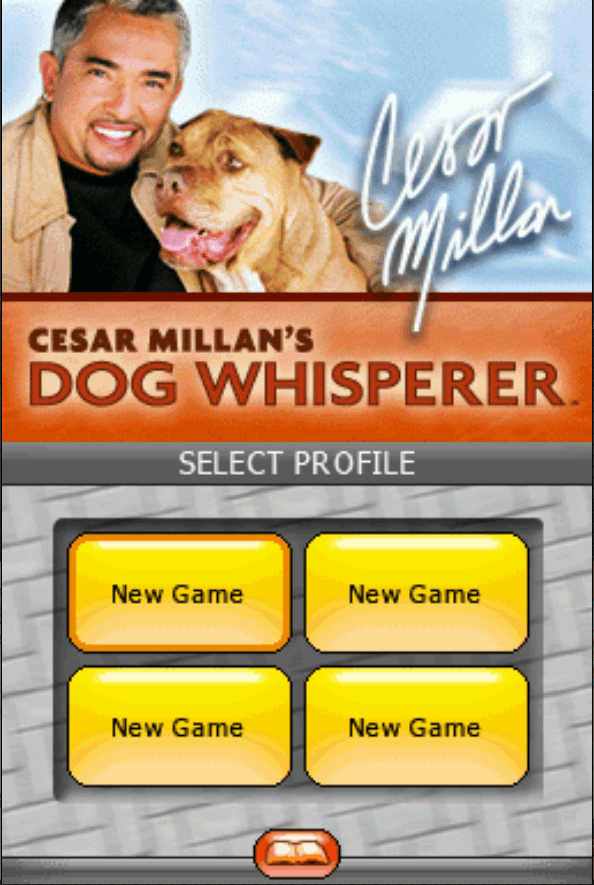 Cesar
Millan
CESAR MILLAN'S
DOG WHISPERER
SELECT PROFILE
New Game
New Game
New Game
New Game